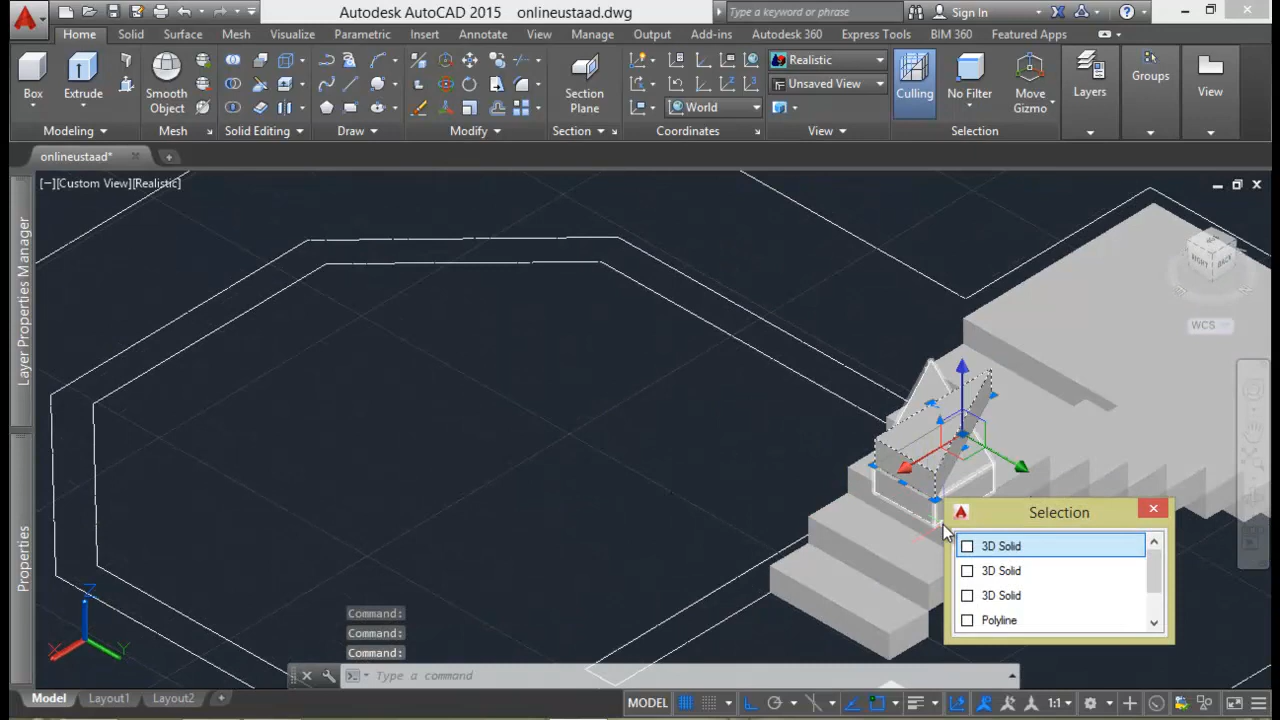 Autodesk AutoCAD 2015 onlineustaad.dwg
Type a keyword or phrase
Sign In
Home Solid Surface Mesh Visualize Parametric Insert Annotate View Manage Output Add-ins Autodesk 360 Express Tools BIM 360 Featured Apps
Box
Extrude
Smooth
Object
Section
Plane
Realistic
Unsaved View
World
Culling
No Filter
Move
Gizmo
Layers
Groups
View
Modeling Mesh Solid Editing Draw Modify Section Coordinates View Selection
onlineustaad*
[−][Custom View][Realistic]
Layer Properties Manager
Properties
RIGHT BACK
WCS
Selection
3D Solid
3D Solid
3D Solid
Polyline
Z
X Y
Command:
Command:
Command:
Type a command
Model Layout1 Layout2 +
MODEL 1:1